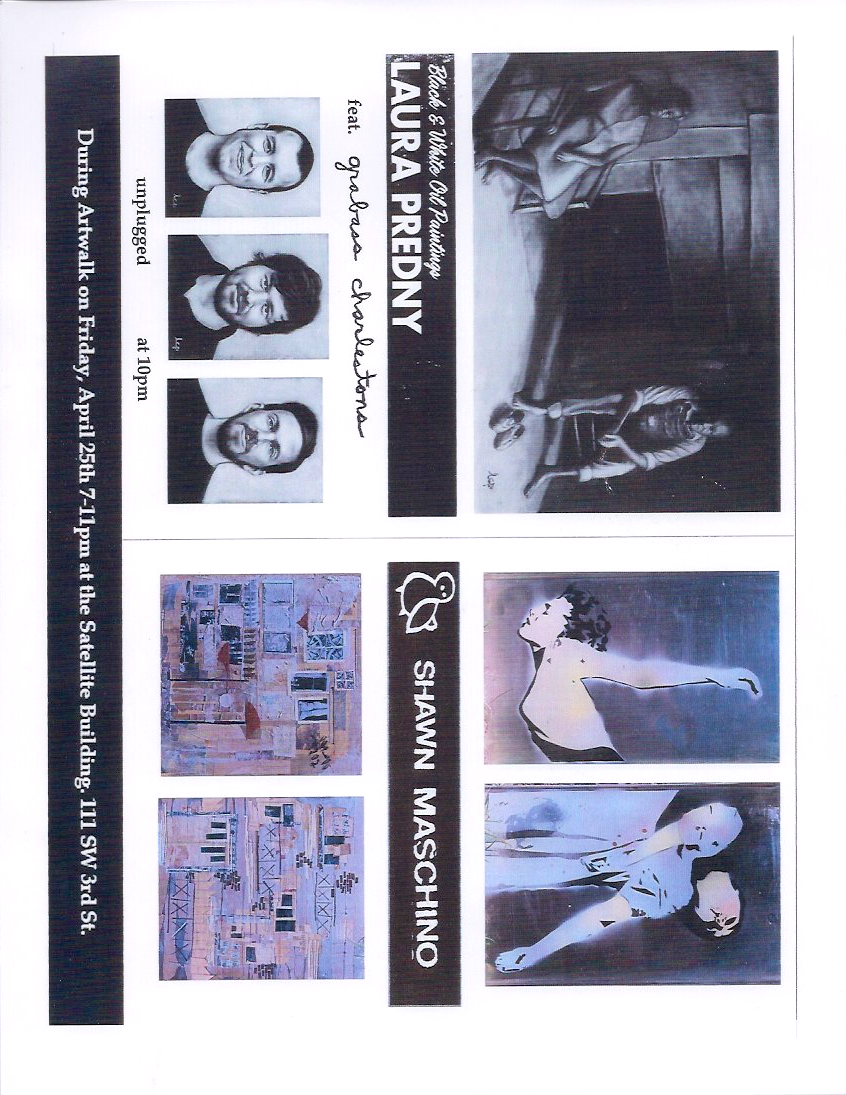 Black & White Oil Paintings
LAURA PREDNY
feat. grabass charlestons
unplugged at 10pm
SHAWN MASCHINO
During Artwalk on Friday, April 25th 7-11pm at the Satellite Building. 111 SW 3rd St.